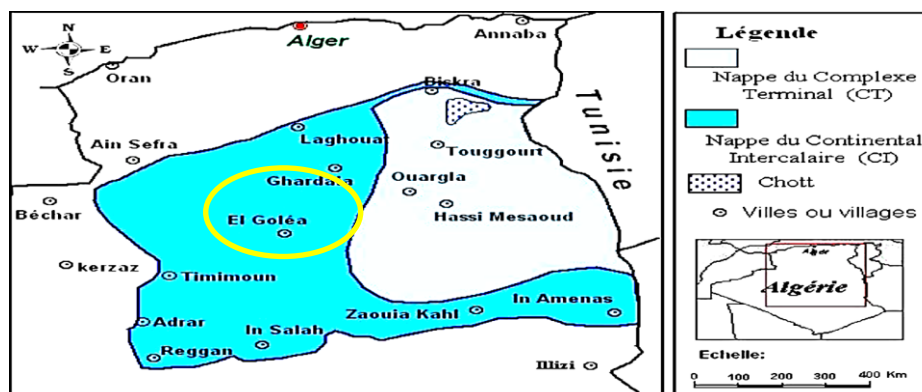 Annaba
Alger
N
W E
S
Oran
Biskra
Tunisie
Laghouat
Ain Sefra
Touggourt
Ghardaia
Ouargla
Béchar
Hassi Mesaoud
El Goléa
kerzaz
Timimoun
In Amenas
Zaouia Kahl
Adrar
In Salah
Reggan
Illizi
Légende
Nappe du Complexe
Terminal (CT)
Nappe du Continental
Intercalaire (CI)
Chott
Villes ou villages
Alger
Algérie
Echelle:
0 100 200 300 400 Km